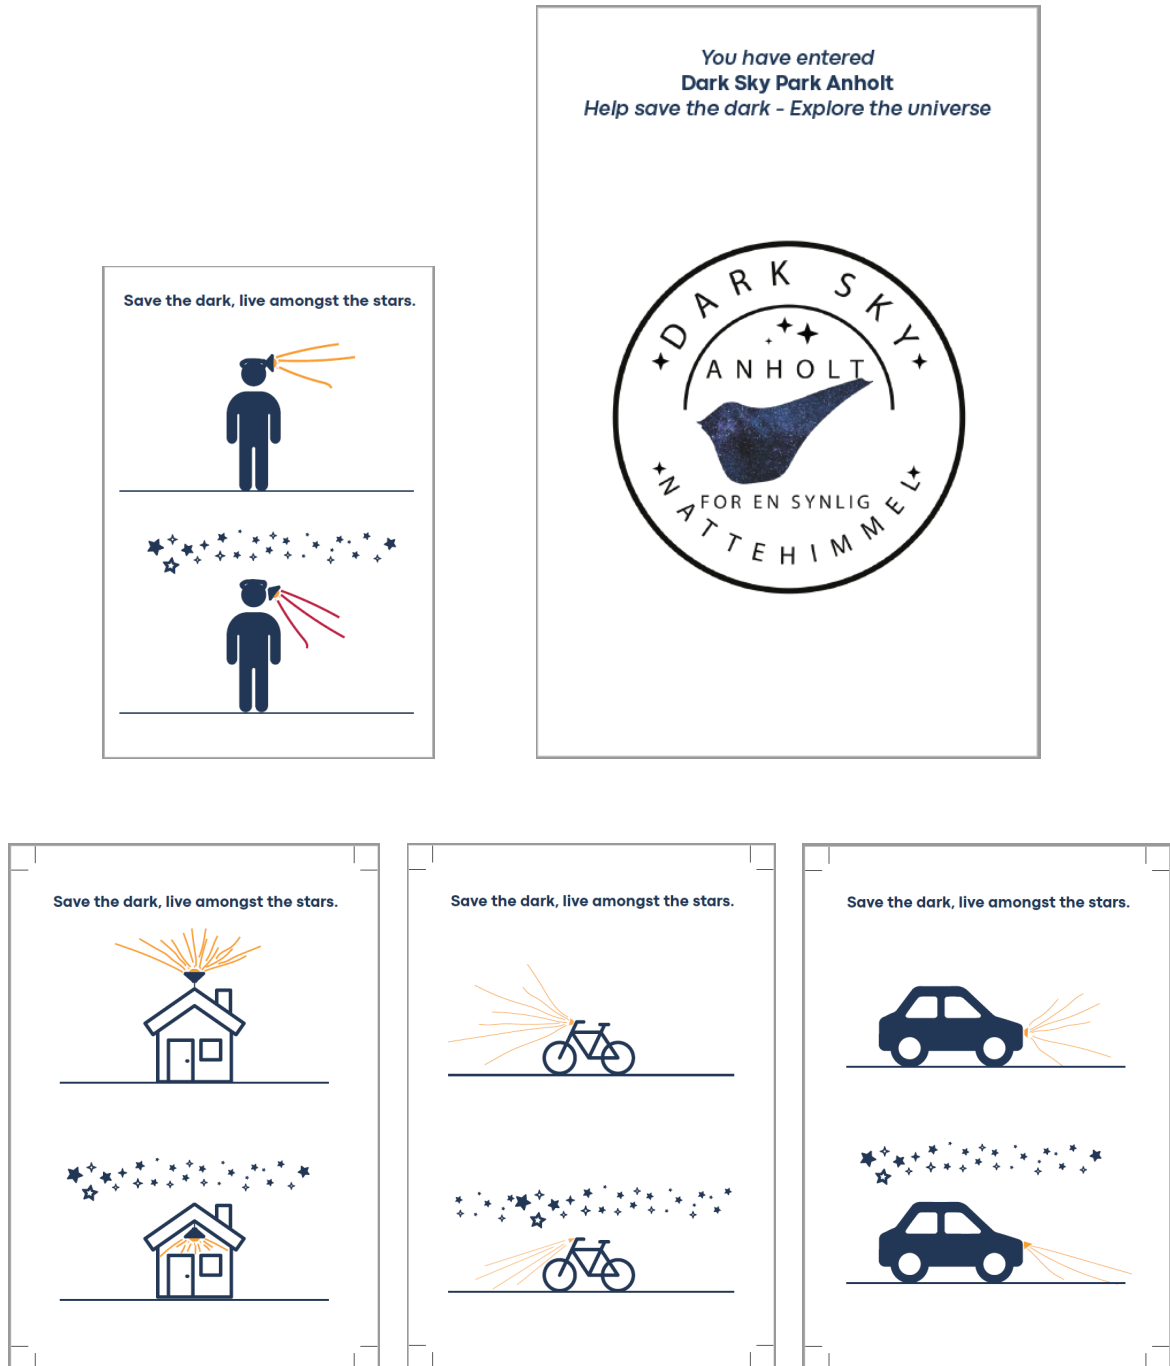 You have entered
Dark Sky Park Anholt
Help save the dark - Explore the universe
Save the dark, live amongst the stars.
DARK SKY
ANHOLT
FOR EN SYNLIG
NATTEHIMMEL
Save the dark, live amongst the stars.
Save the dark, live amongst the stars.
Save the dark, live amongst the stars.